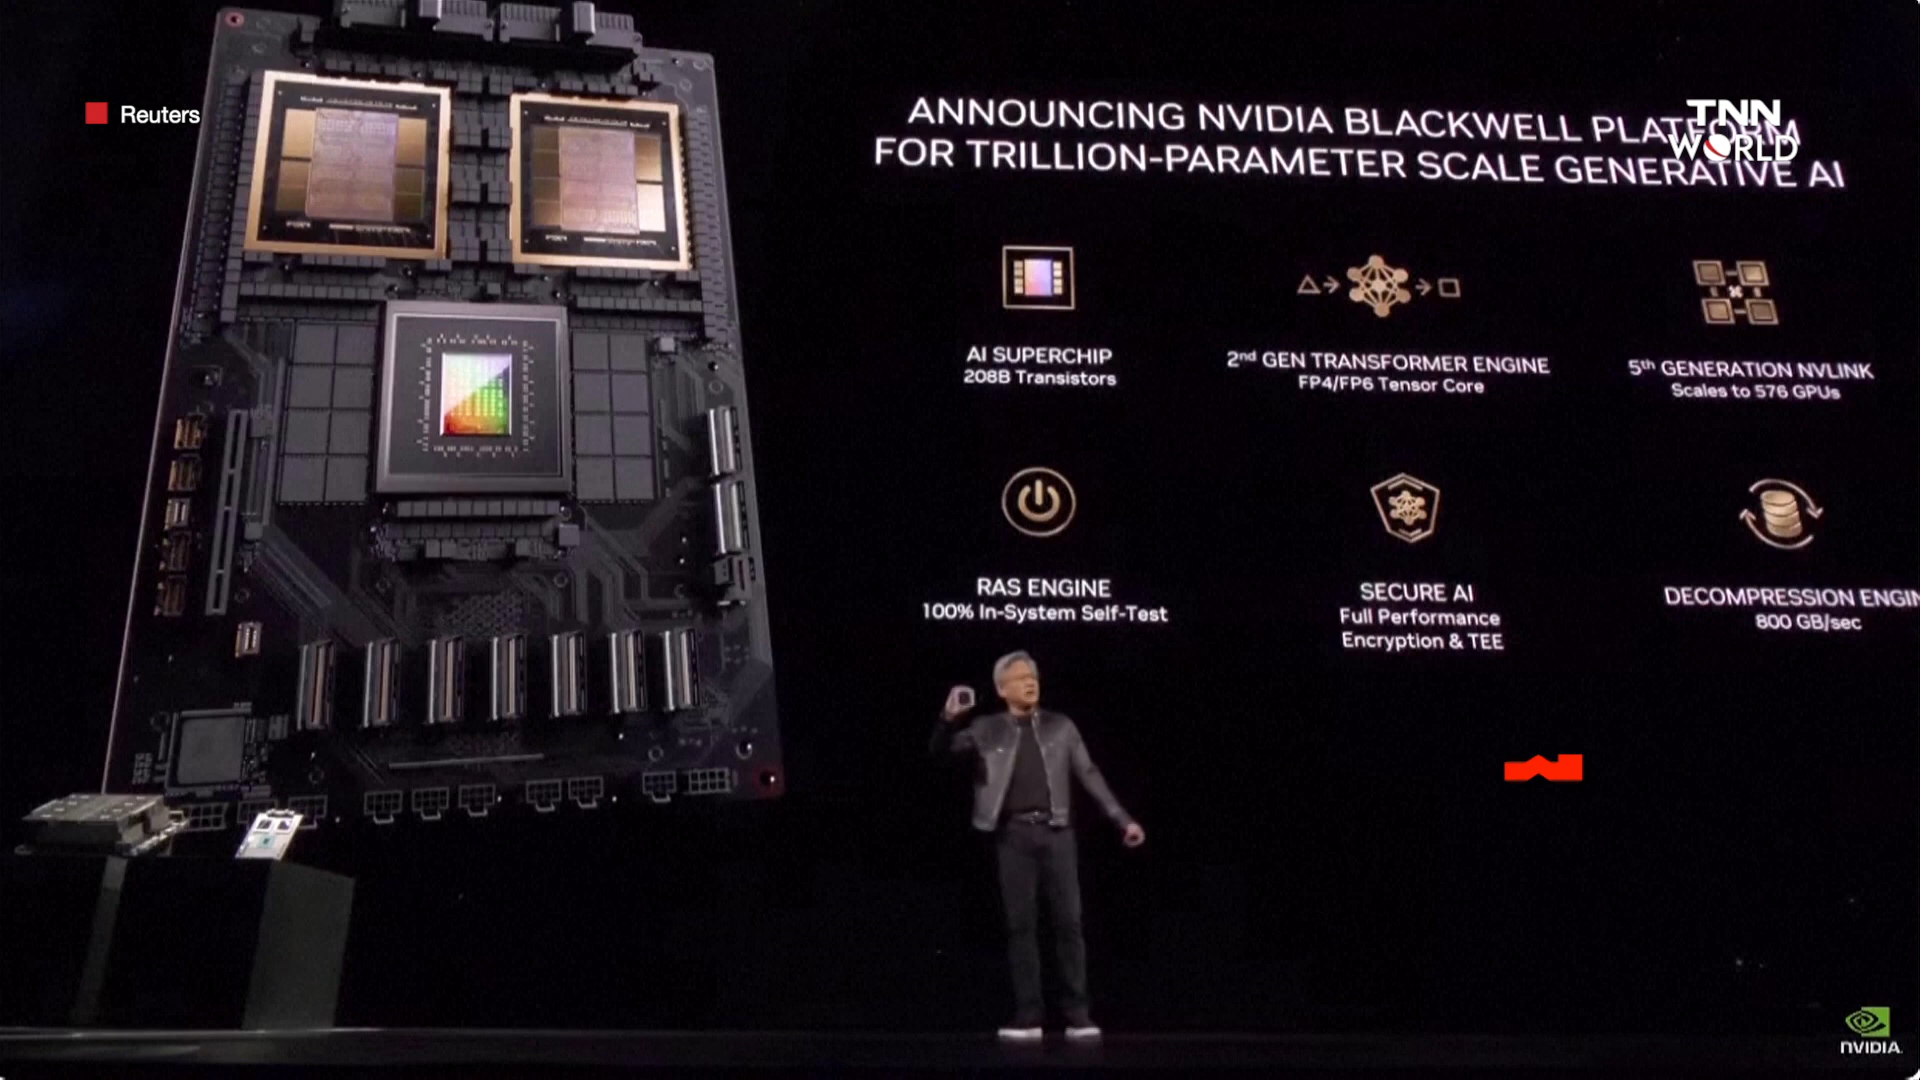 Reuters
TNN
WORLD
ANNOUNCING NVIDIA BLACKWELL PLATFORM
FOR TRILLION-PARAMETER SCALE GENERATIVE AI
AI SUPERCHIP
208B Transistors
2nd GEN TRANSFORMER ENGINE
FP4/FP6 Tensor Core
5th GENERATION NVLINK
Scales to 576 GPUs
RAS ENGINE
100% In-System Self-Test
SECURE AI
Full Performance
Encryption & TEE
DECOMPRESSION ENGIN
800 GB/sec
NVIDIA.